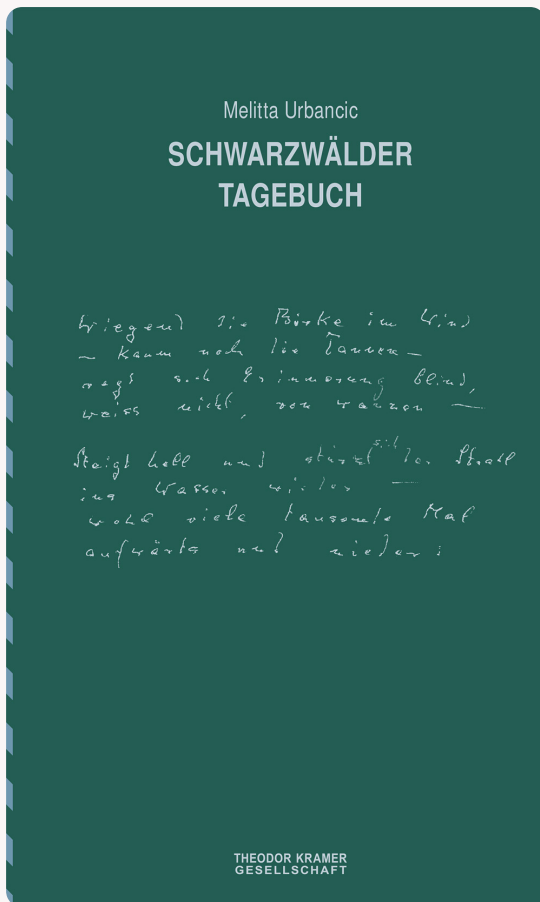 Melitta Urbancic
SCHWARZWÄLDER
TAGEBUCH
Wiegend die Birke im Wind
– kaum noch die Tannen –
regt sich Erinnerung blind,
weiss nicht, von wannen —
Steigt hell und stürzt sich der Strahl
ins Wasser wieder —
wohl viele tausende Mal
aufwärts und nieder:
THEODOR KRAMER
GESELLSCHAFT